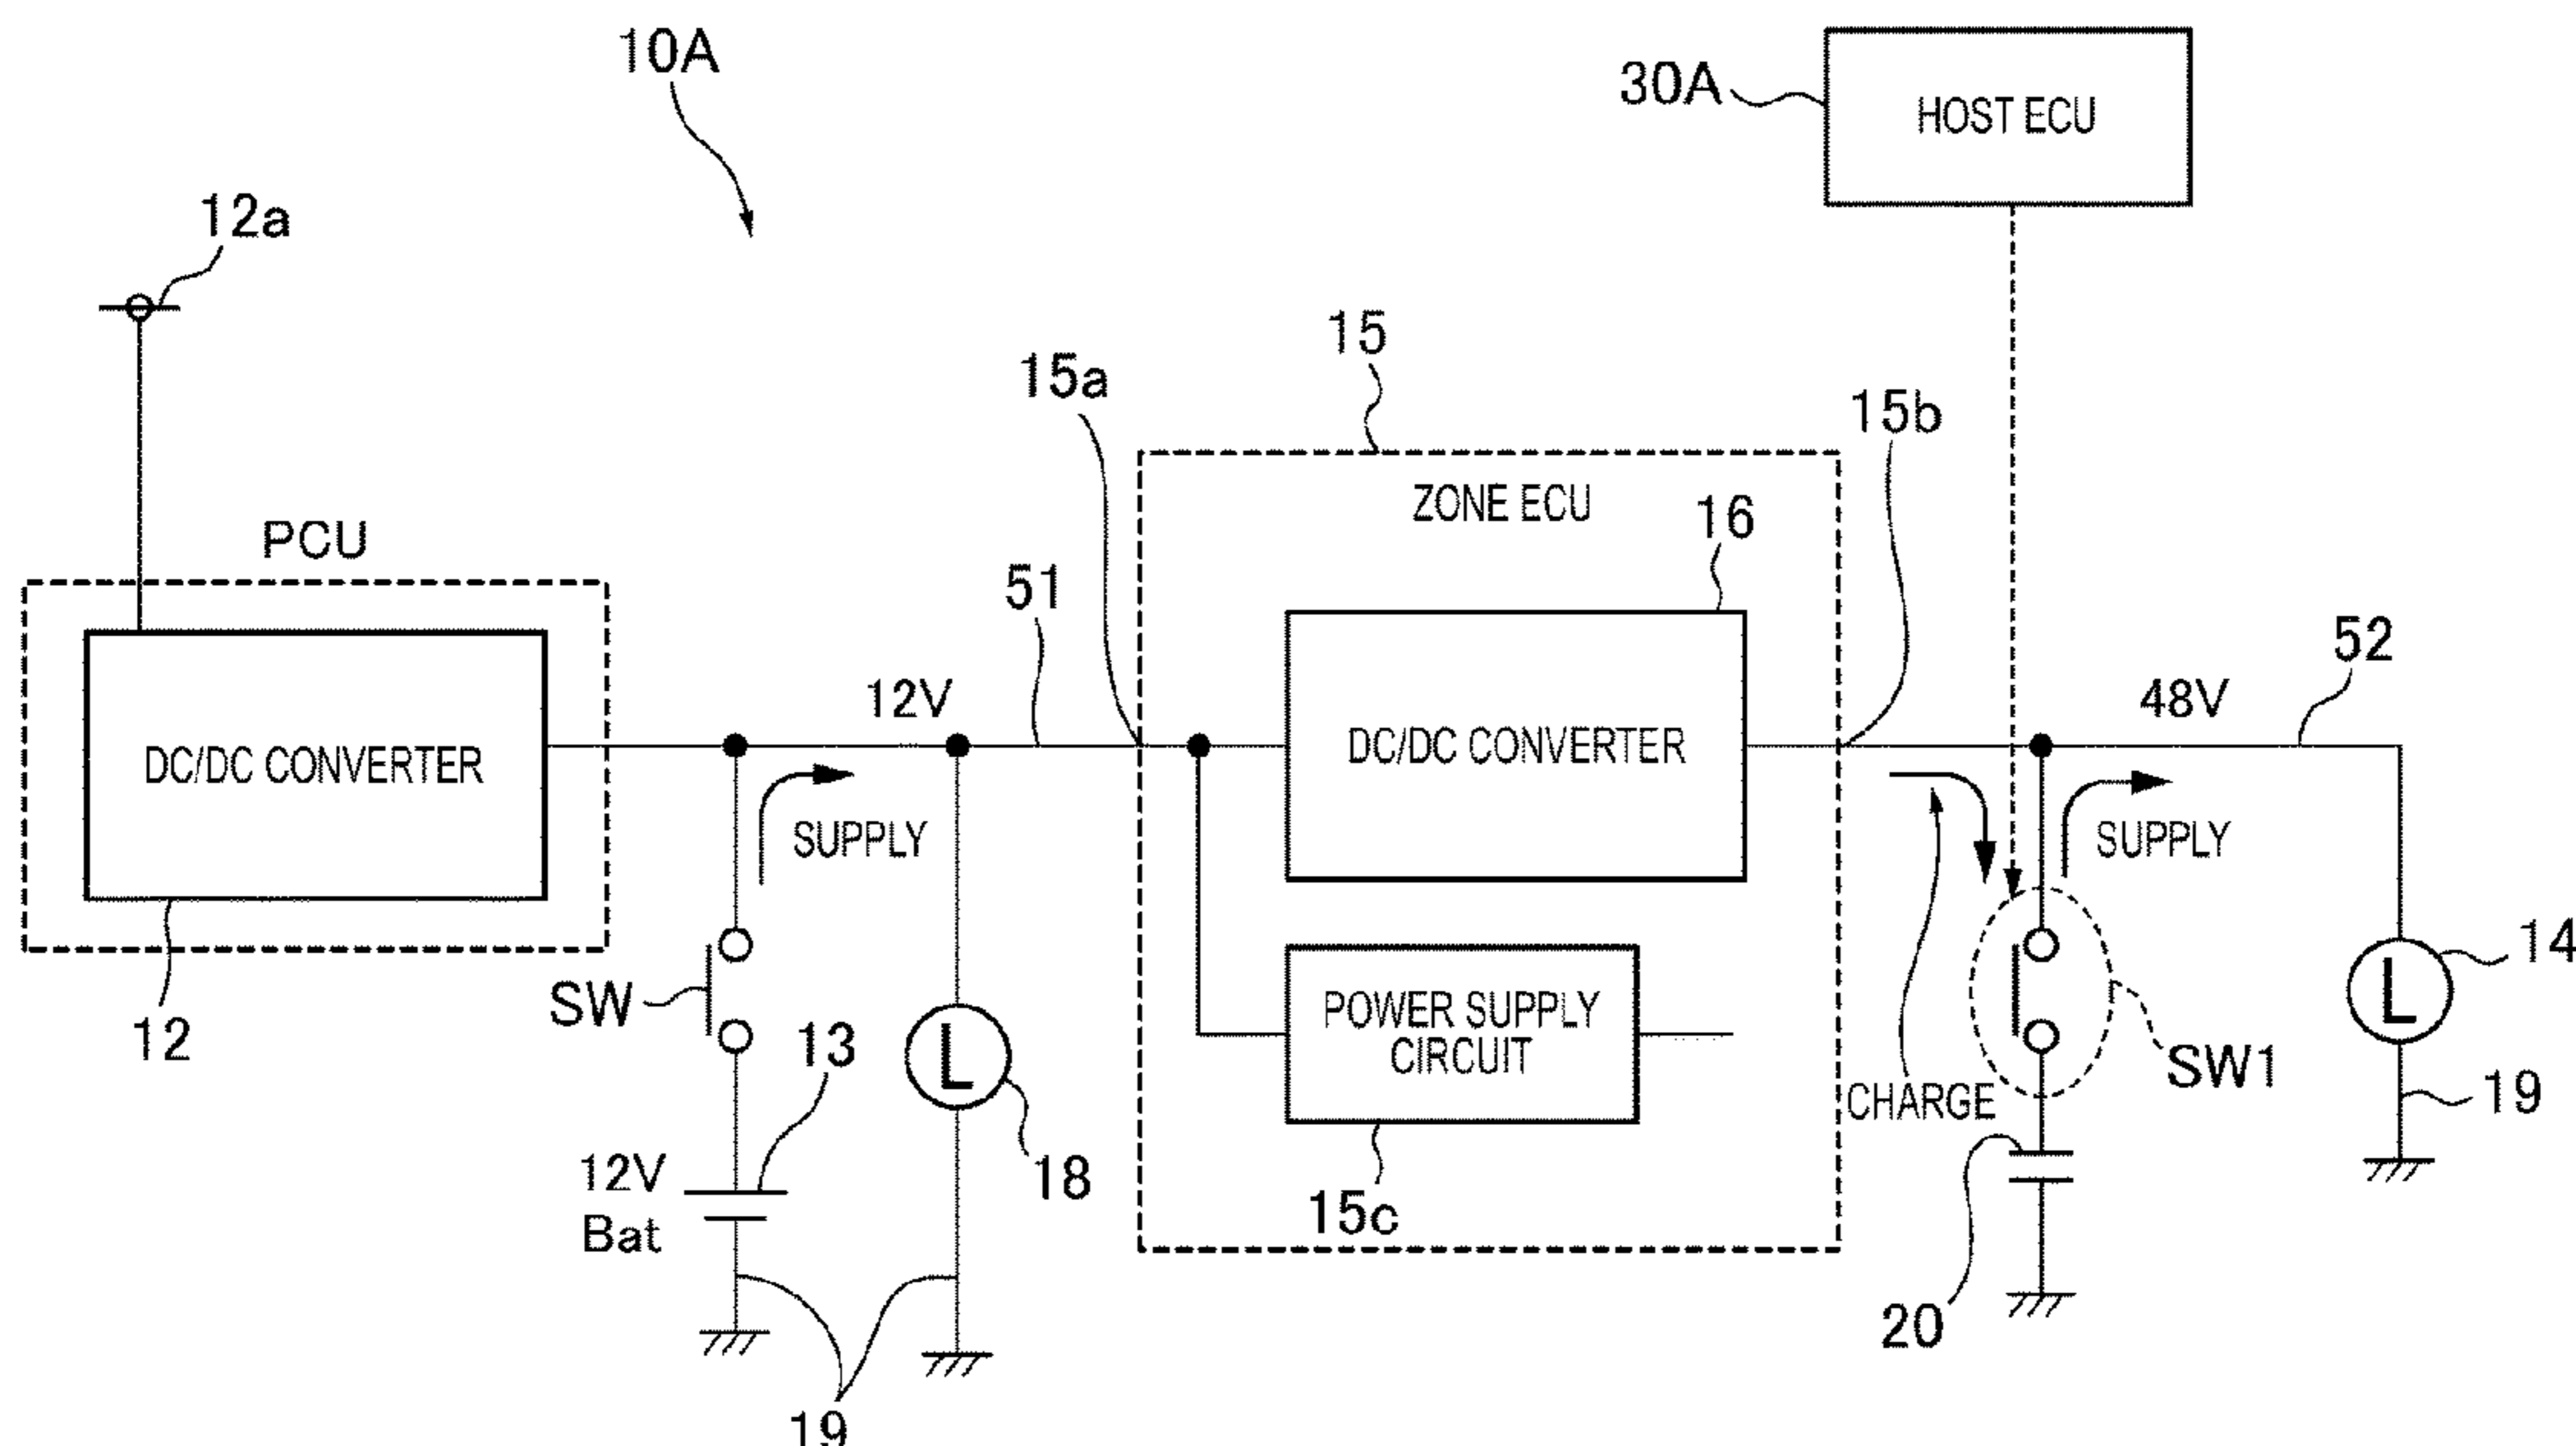 10A
30A
HOST ECU
12a
15
15a
15b
ZONE ECU
PCU
16
51
52
12V
48V
DC/DC CONVERTER
DC/DC CONVERTER
SUPPLY
SUPPLY
14
SW
POWER SUPPLY
CIRCUIT
L
L
12
13
SW1
CHARGE
19
12V
Bat
18
15c
20
19